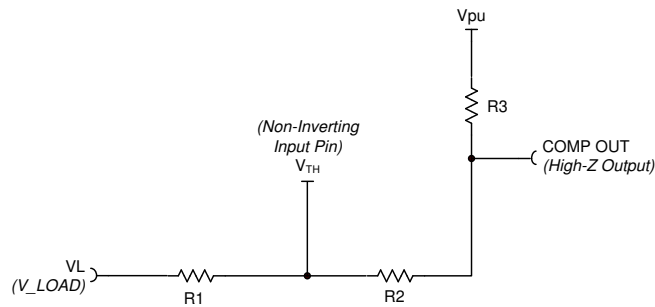 Vpu
R3
(Non-Inverting
Input Pin)
VTH
COMP OUT
(High-Z Output)
VL
(V_LOAD)
R1
R2